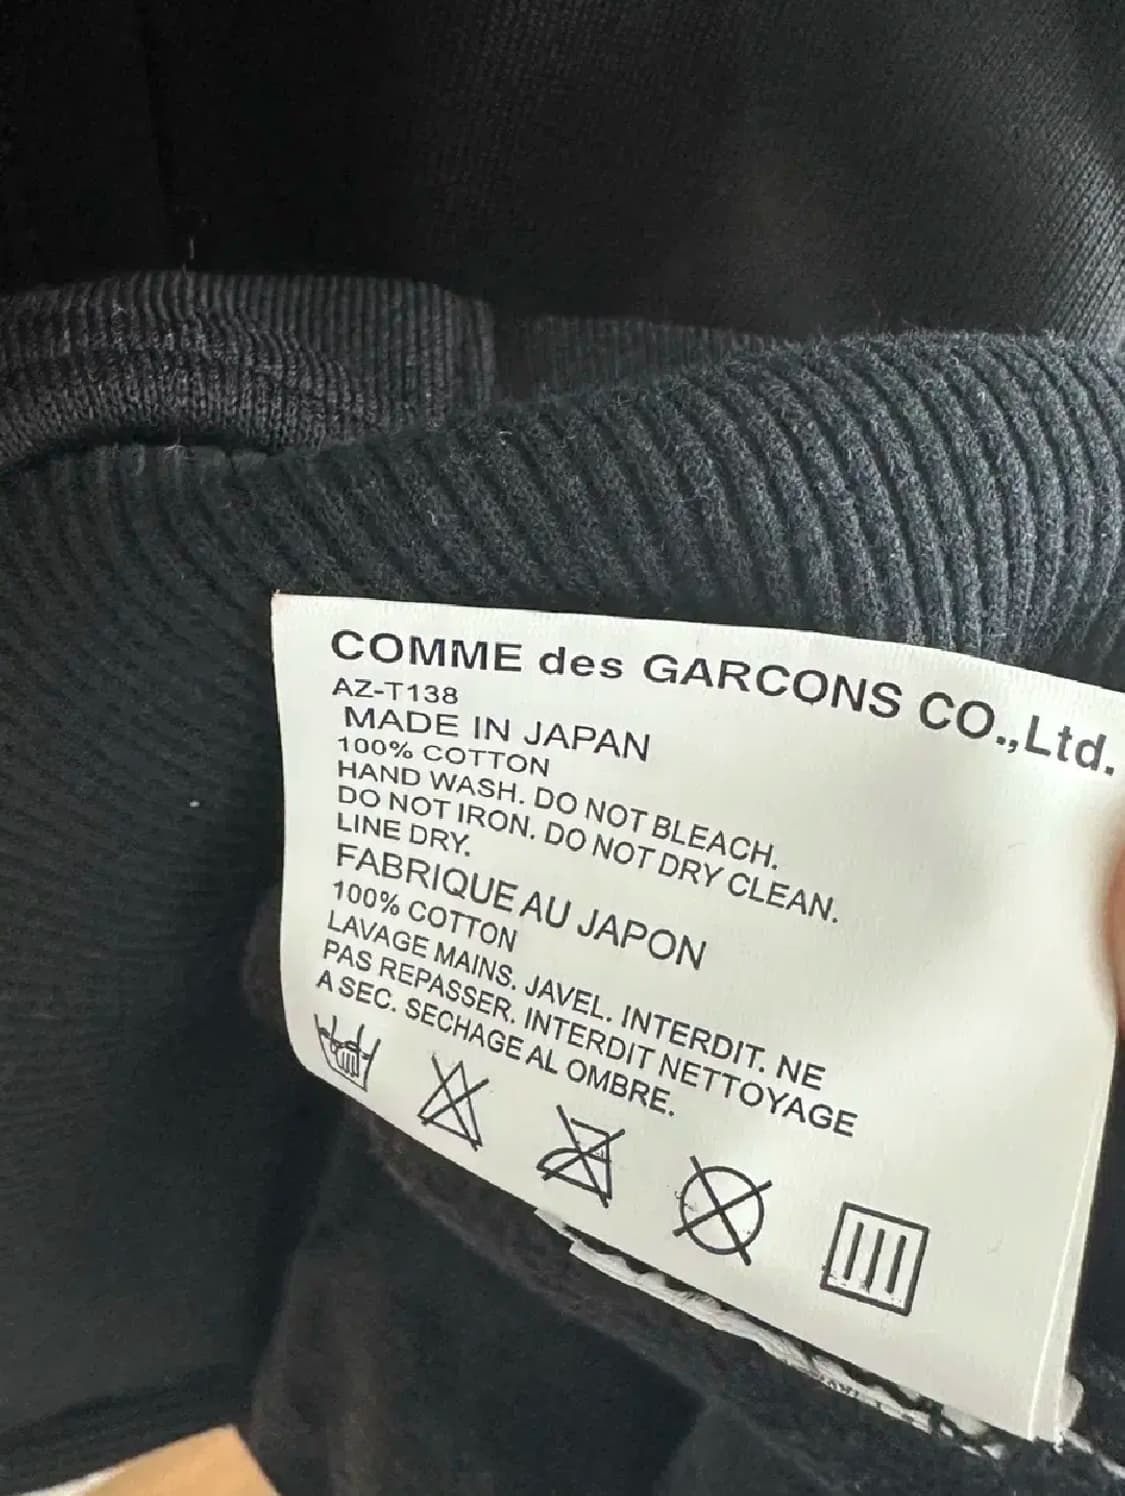 COMME des GARCONS CO.,Ltd.
AZ-T138
MADE IN JAPAN
100% COTTON
HAND WASH. DO NOT BLEACH.
DO NOT IRON. DO NOT DRY CLEAN.
LINE DRY.
FABRIQUE AU JAPON
100% COTTON
LAVAGE MAINS. JAVEL. INTERDIT. NE
PAS REPASSER. INTERDIT NETTOYAGE
A SEC. SECHAGE AL OMBRE.